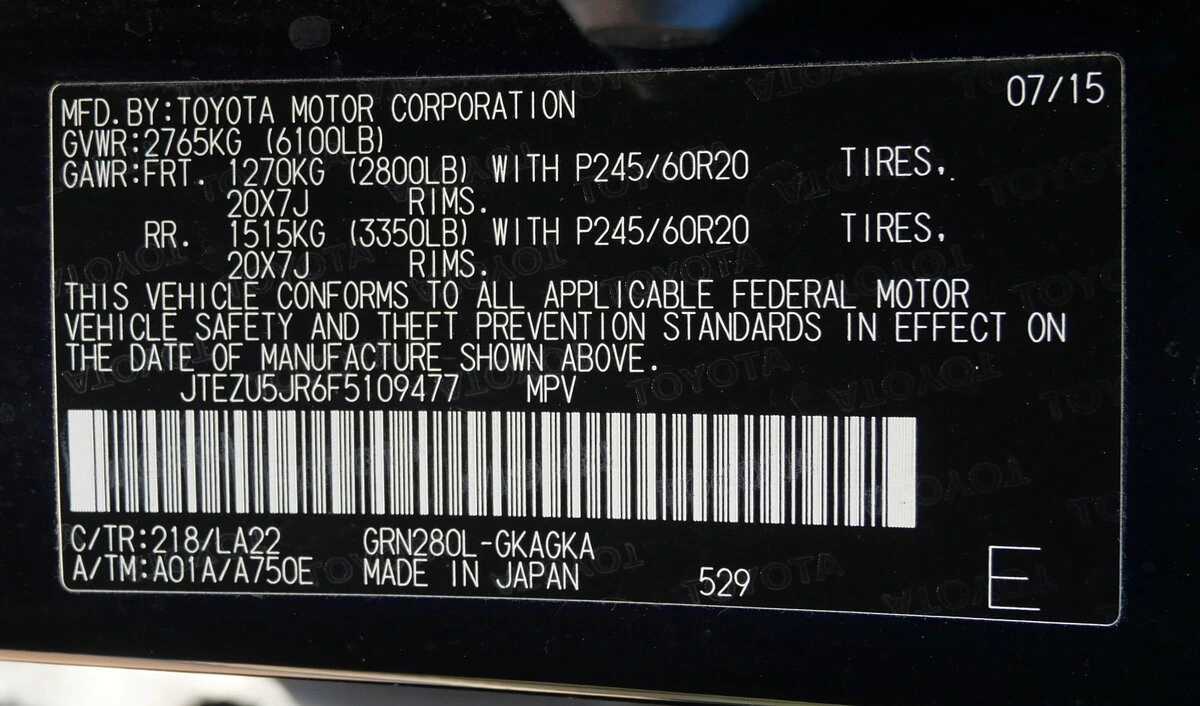 07/15
MFD.BY:TOYOTA MOTOR CORPORATION
GVWR:2765KG (6100LB)
GAWR:FRT. 1270KG (2800LB) WITH P245/60R20 TIRES.
20X7J RIMS.
RR. 1515KG (3350LB) WITH P245/60R20 TIRES.
20X7J RIMS.
THIS VEHICLE CONFORMS TO ALL APPLICABLE FEDERAL MOTOR
VEHICLE SAFETY AND THEFT PREVENTION STANDARDS IN EFFECT ON
THE DATE OF MANUFACTURE SHOWN ABOVE.
JTEZU5JR6F5109477 MPV
C/TR:218/LA22 GRN280L-GKAGKA
A/TM:A01A/A750E MADE IN JAPAN 529 E